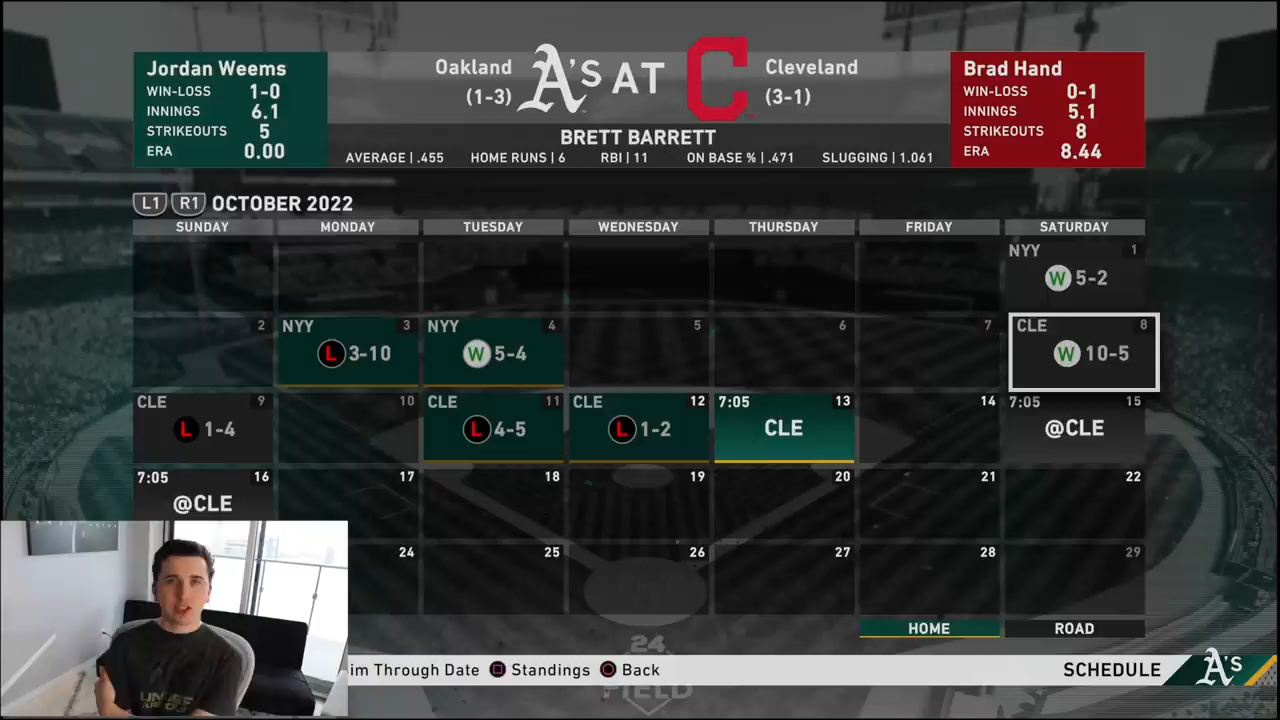 Jordan Weems
WIN-LOSS 1-0
INNINGS 6.1
STRIKEOUTS 5
ERA 0.00
Oakland
(1-3)
A's AT C
Cleveland
(3-1)
BRETT BARRETT
AVERAGE | .455 HOME RUNS | 6 RBI | 11 ON BASE % | .471 SLUGGING | 1.061
Brad Hand
WIN-LOSS 0-1
INNINGS 5.1
STRIKEOUTS 8
ERA 8.44
L1 R1 OCTOBER 2022
SUNDAY MONDAY TUESDAY WEDNESDAY THURSDAY FRIDAY SATURDAY
NYY 1
W 5-2
2 NYY 3 NYY 4 5 6 7 CLE 8
L 3-10 W 5-4 W 10-5
CLE 9 10 CLE 11 CLE 12 7:05 13 14 7:05 15
L 1-4 L 4-5 L 1-2 CLE @CLE
7:05 16 17 18 19 20 21 22
@CLE
24 25 26 27 28 29
HOME ROAD
24
FIELD
im Through Date Standings Back
SCHEDULE A's